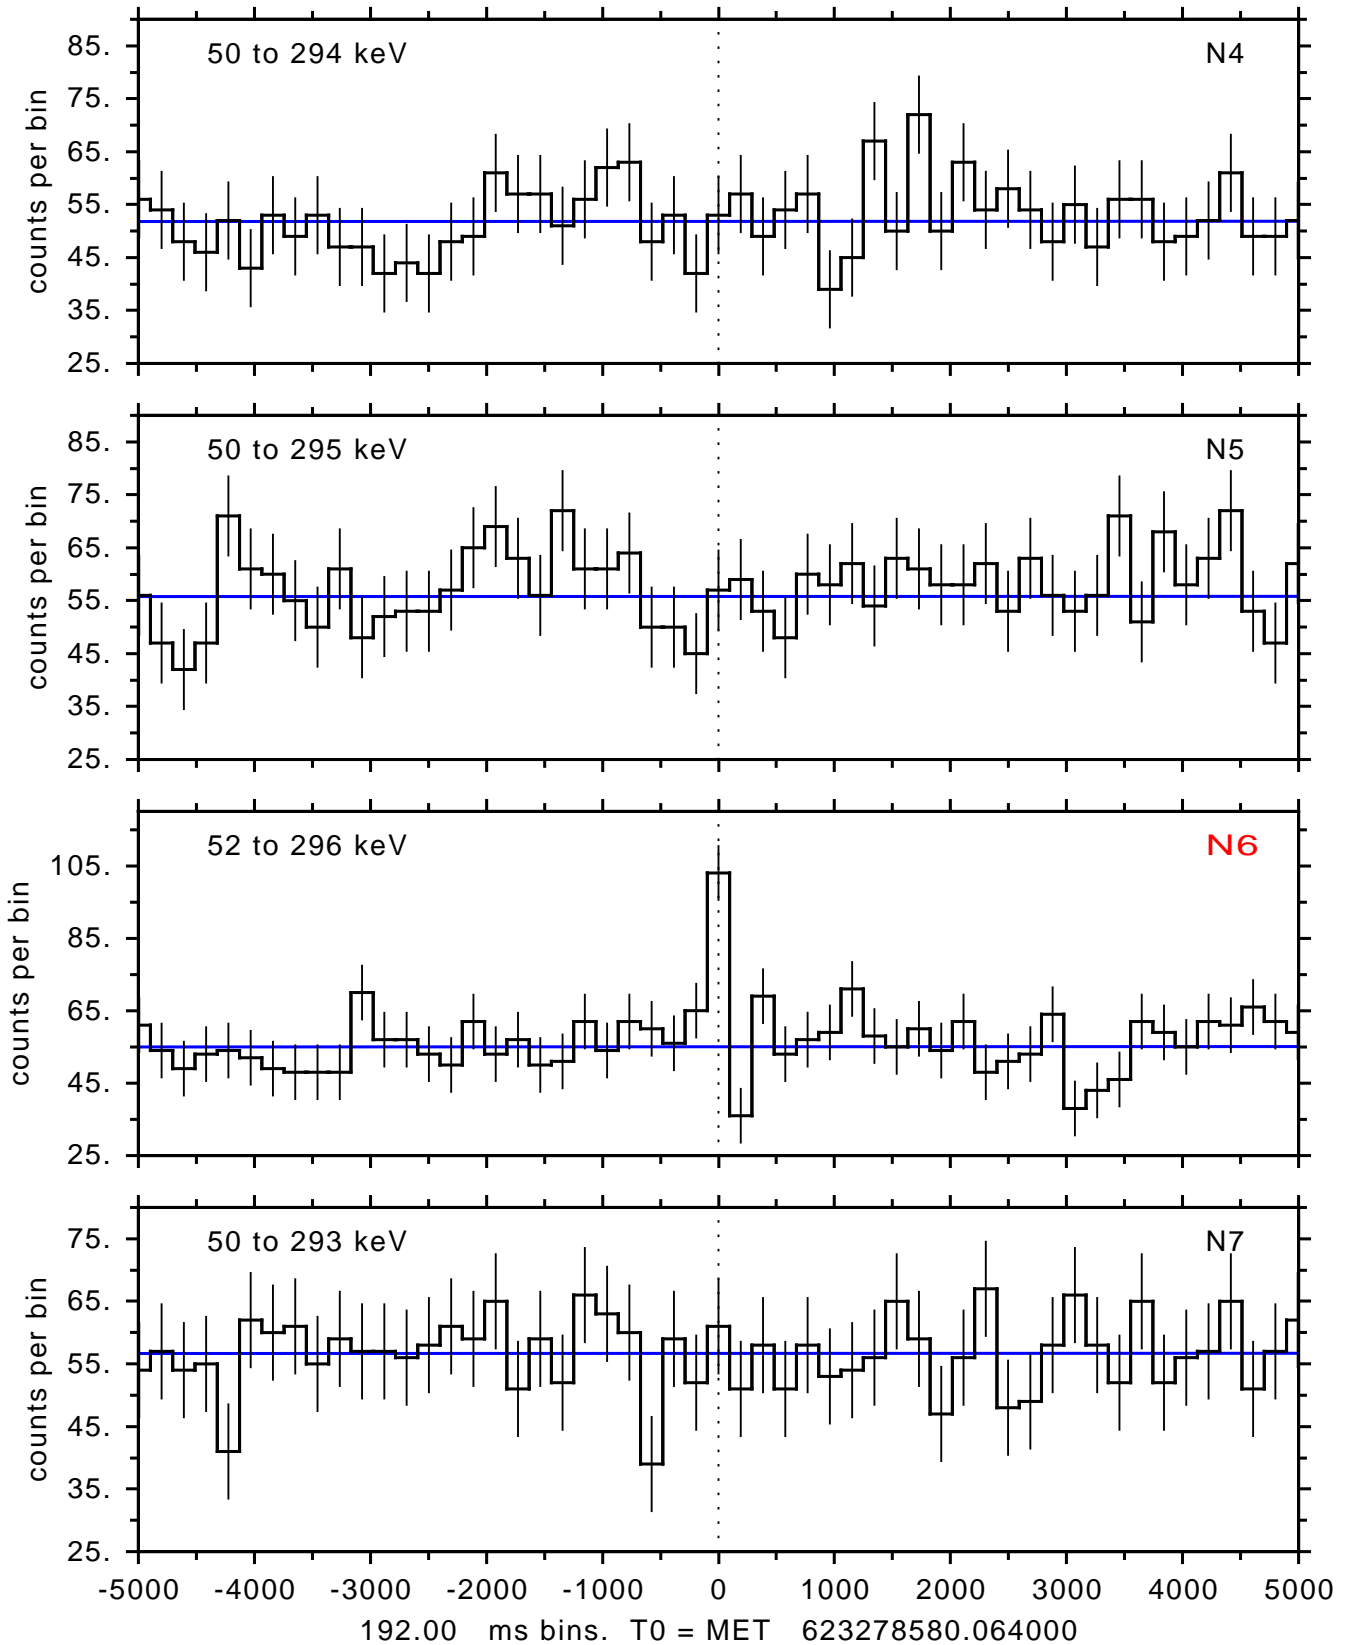 50 to 294 keV N4
85.
75.
65.
55.
45.
35.
25.
counts per bin
50 to 295 keV N5
85.
75.
65.
55.
45.
35.
25.
counts per bin
52 to 296 keV N6
105.
85.
65.
45.
25.
counts per bin
50 to 293 keV N7
75.
65.
55.
45.
35.
25.
counts per bin
-5000 -4000 -3000 -2000 -1000 0 1000 2000 3000 4000 5000
192.00 ms bins. T0 = MET 623278580.064000